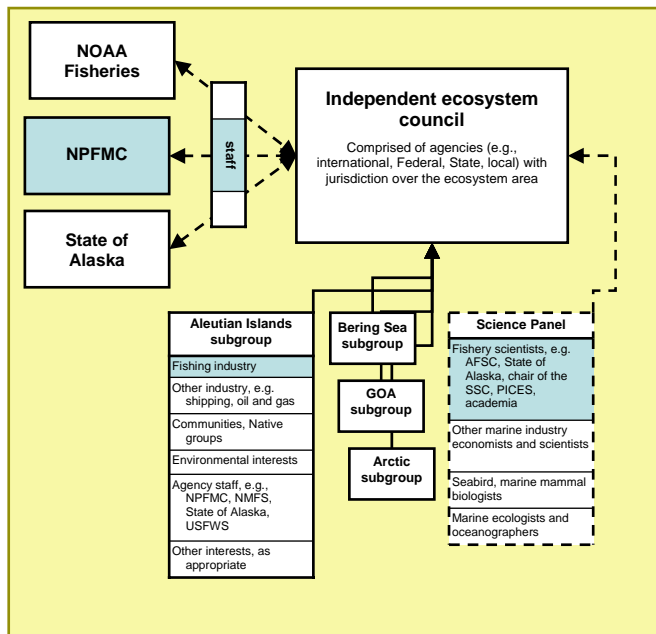 NOAA
Fisheries
NPFMC
State of
Alaska
staff
Independent ecosystem
council
Comprised of agencies (e.g.,
international, Federal, State, local) with
jurisdiction over the ecosystem area
Aleutian Islands
subgroup
Fishing industry
Other industry, e.g.
shipping, oil and gas
Communities, Native
groups
Environmental interests
Agency staff, e.g.,
NPFMC, NMFS,
State of Alaska,
USFWS
Other interests, as
appropriate
Bering Sea
subgroup
GOA
subgroup
Arctic
subgroup
Science Panel
Fishery scientists, e.g.
AFSC, State of
Alaska, chair of the
SSC, PICES,
academia
Other marine industry
economists and scientists
Seabird, marine mammal
biologists
Marine ecologists and
oceanographers